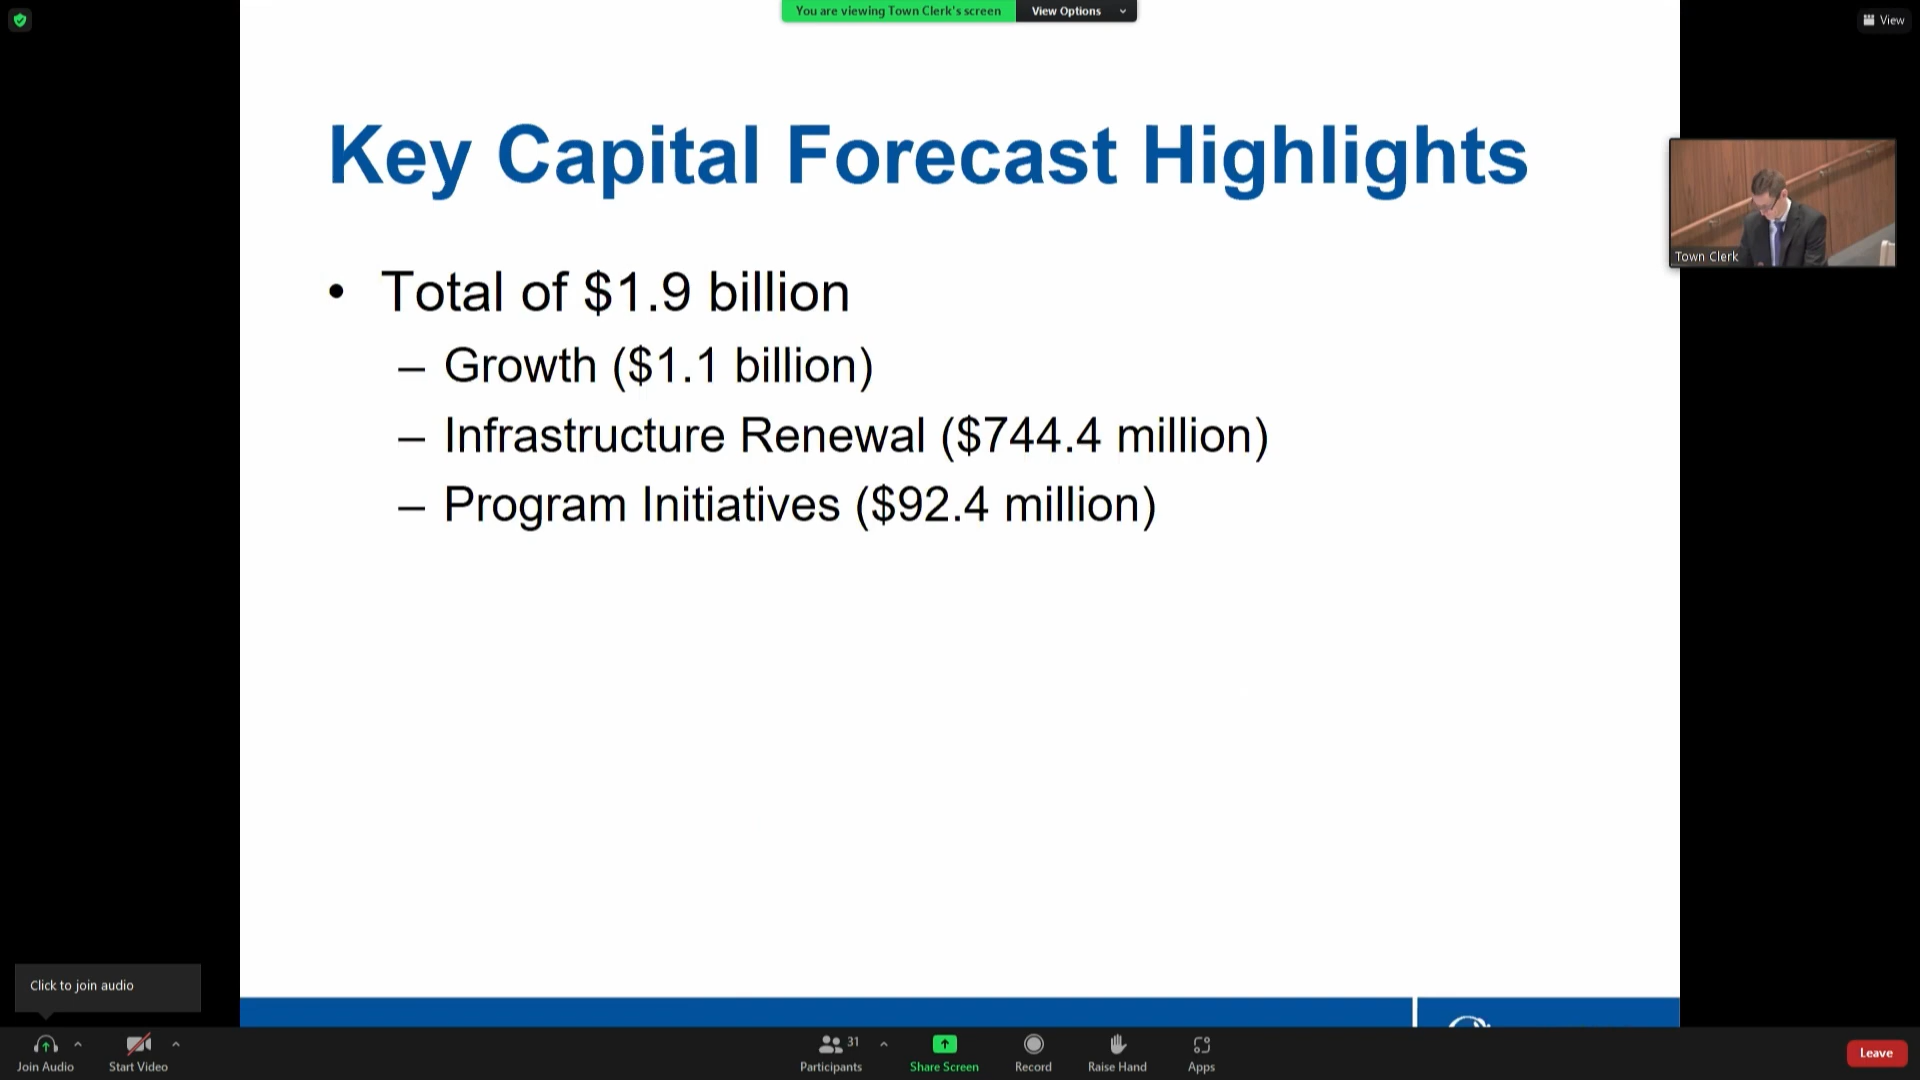 You are viewing Town Clerk's screen View Options
View
Key Capital Forecast Highlights
• Total of $1.9 billion
– Growth ($1.1 billion)
– Infrastructure Renewal ($744.4 million)
– Program Initiatives ($92.4 million)
Town Clerk
Click to join audio
Join Audio
Start Video
31
Participants
Share Screen
Record
Raise Hand
Apps
Leave